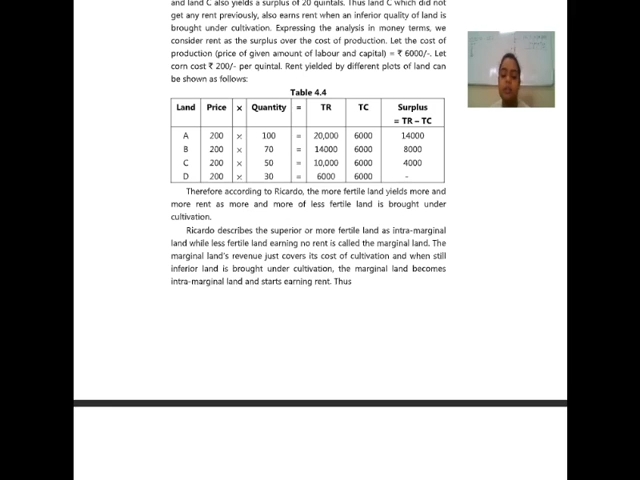 and land C also yields a surplus of 20 quintals. Thus land C which did not
get any rent previously, also earns rent when an inferior quality of land is
brought under cultivation. Expressing the analysis in money terms, we
consider rent as the surplus over the cost of production. Let the cost of
production (price of given amount of labour and capital) = ₹ 6000/-. Let
corn cost ₹ 200/- per quintal. Rent yielded by different plots of land can
be shown as follows:
Table 4.4
Land Price × Quantity = TR TC Surplus
= TR – TC
A 200 × 100 = 20,000 6000 14000
B 200 × 70 = 14000 6000 8000
C 200 × 50 = 10,000 6000 4000
D 200 × 30 = 6000 6000 -
Therefore according to Ricardo, the more fertile land yields more and
more rent as more and more of less fertile land is brought under
cultivation.
Ricardo describes the superior or more fertile land as intra-marginal
land while less fertile land earning no rent is called the marginal land. The
marginal land's revenue just covers its cost of cultivation and when still
inferior land is brought under cultivation, the marginal land becomes
intra-marginal land and starts earning rent. Thus